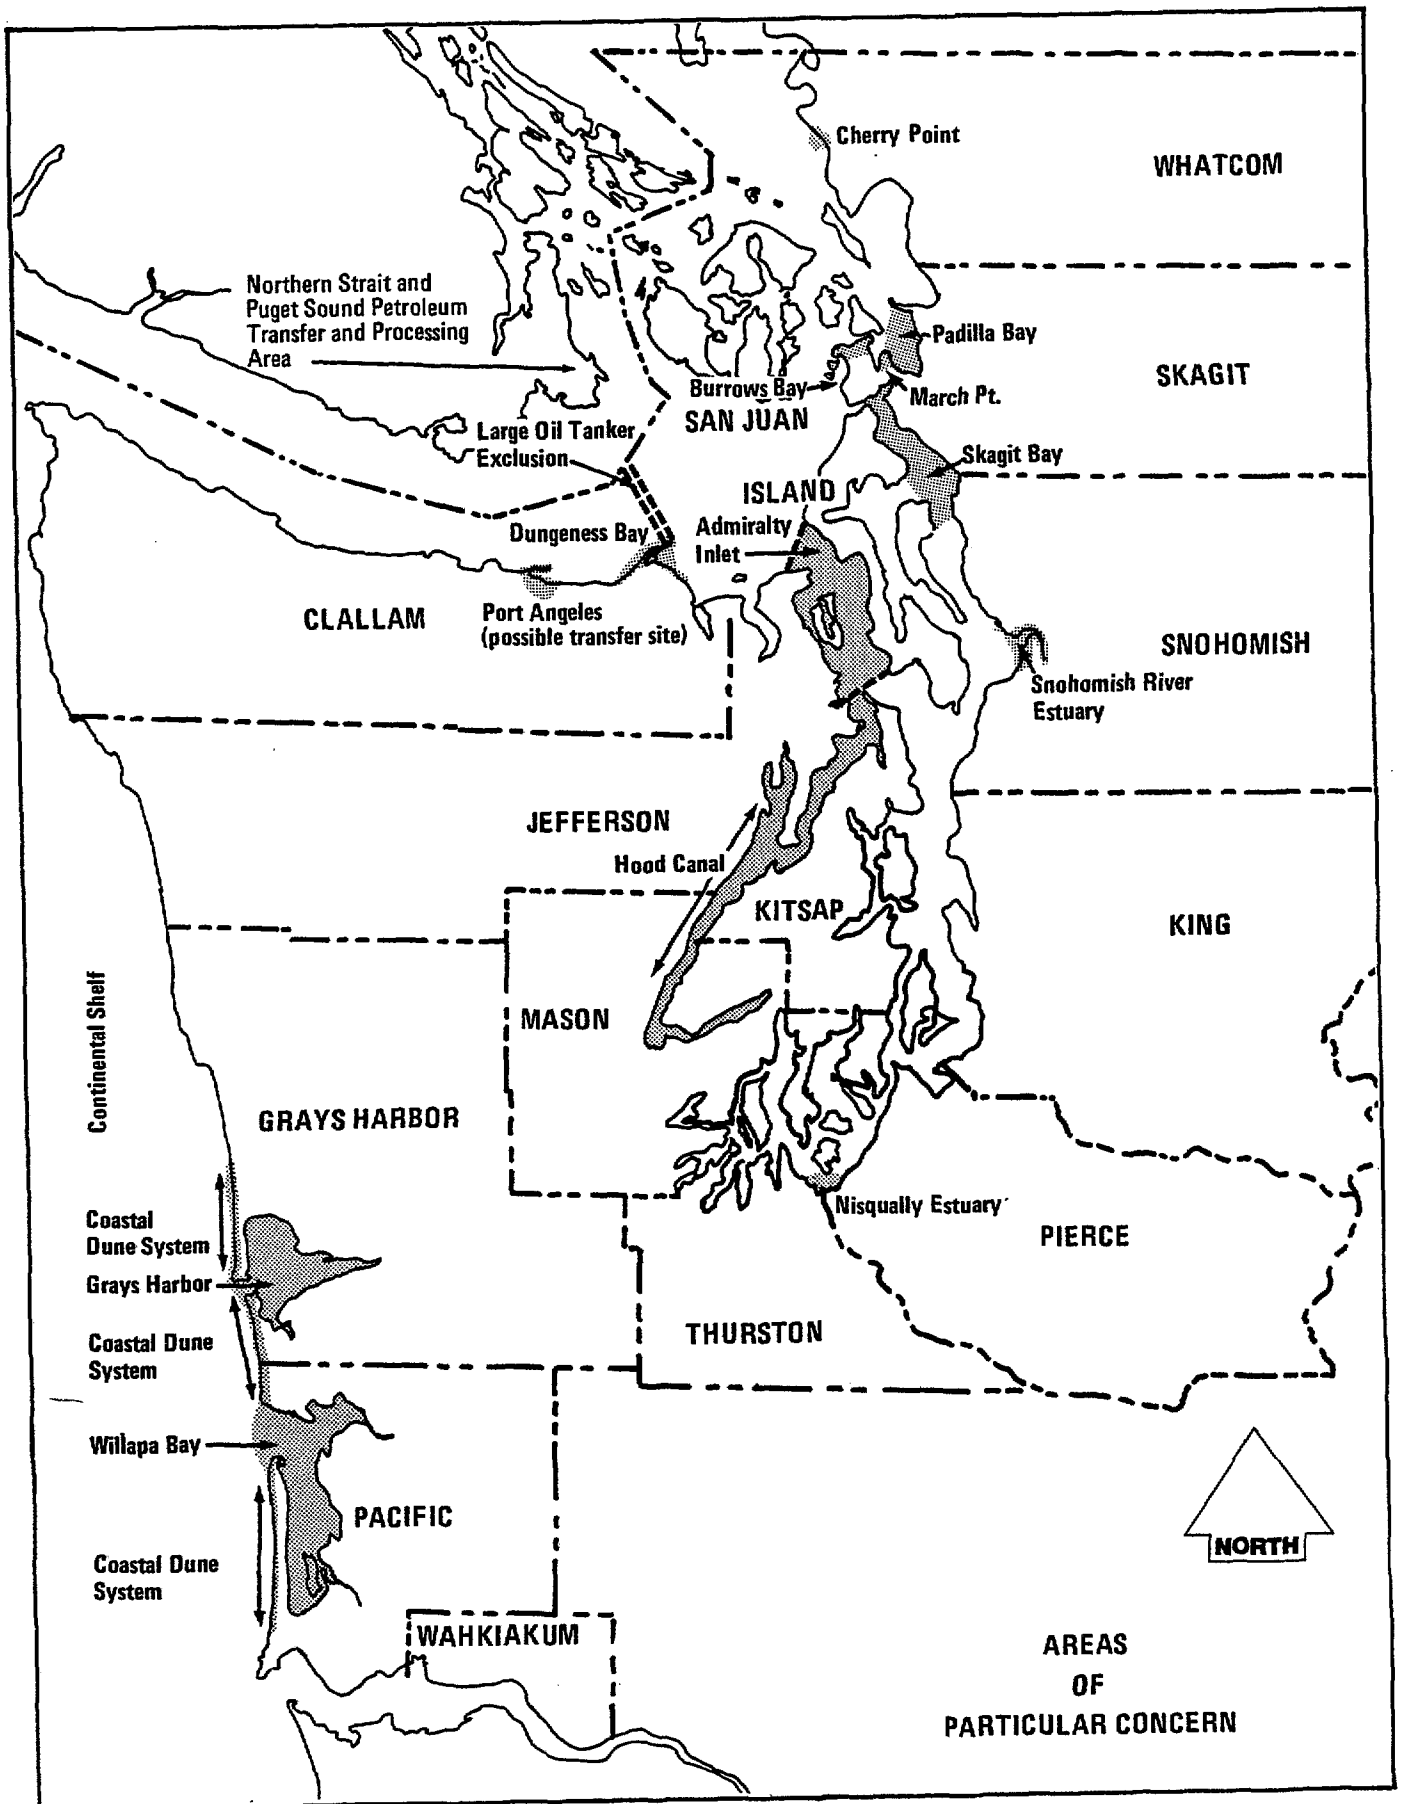 Cherry Point
WHATCOM
Northern Strait and
Puget Sound Petroleum
Transfer and Processing
Area
Padilla Bay
SKAGIT
Burrows Bay
March Pt.
SAN JUAN
Large Oil Tanker
Exclusion
Skagit Bay
ISLAND
Dungeness Bay
Admiralty
Inlet
CLALLAM
Port Angeles
(possible transfer site)
SNOHOMISH
Snohomish River
Estuary
JEFFERSON
Hood Canal
KITSAP
KING
Continental Shelf
MASON
GRAYS HARBOR
Nisqually Estuary
Coastal
Dune System
PIERCE
Grays Harbor
Coastal Dune
System
THURSTON
Willapa Bay
PACIFIC
NORTH
Coastal Dune
System
WAHKIAKUM
AREAS
OF
PARTICULAR CONCERN